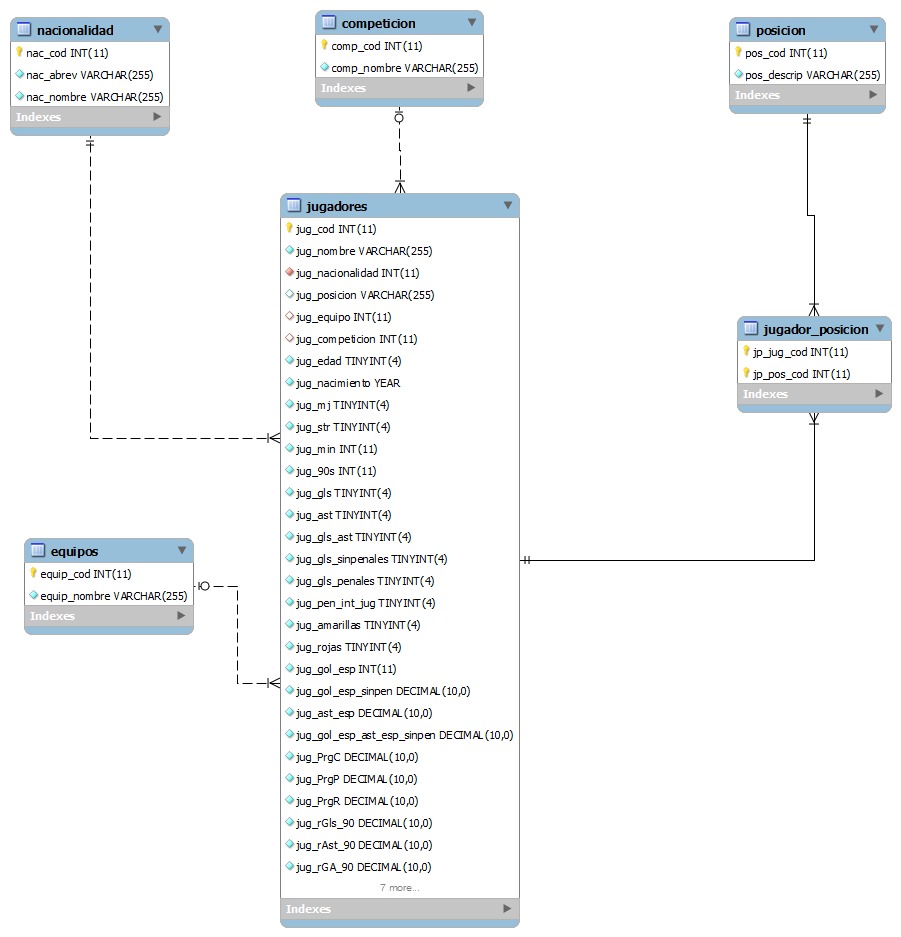 nacionalidad
nac_cod INT(11)
nac_abrev VARCHAR(255)
nac_nombre VARCHAR(255)
Indexes
competicion
comp_cod INT(11)
comp_nombre VARCHAR(255)
Indexes
posicion
pos_cod INT(11)
pos_descrip VARCHAR(255)
Indexes
jugadores
jug_cod INT(11)
jug_nombre VARCHAR(255)
jug_nacionalidad INT(11)
jug_posicion VARCHAR(255)
jug_equipo INT(11)
jug_competicion INT(11)
jug_edad TINYINT(4)
jug_nacimiento YEAR
jug_mj TINYINT(4)
jug_str TINYINT(4)
jug_min INT(11)
jug_90s INT(11)
jug_gls TINYINT(4)
jug_ast TINYINT(4)
jug_gls_ast TINYINT(4)
jug_gls_sinpenales TINYINT(4)
jug_gls_penales TINYINT(4)
jug_pen_int_jug TINYINT(4)
jug_amarillas TINYINT(4)
jug_rojas TINYINT(4)
jug_gol_esp INT(11)
jug_gol_esp_sinpen DECIMAL(10,0)
jug_ast_esp DECIMAL(10,0)
jug_gol_esp_ast_esp_sinpen DECIMAL(10,0)
jug_PrgC DECIMAL(10,0)
jug_PrgP DECIMAL(10,0)
jug_PrgR DECIMAL(10,0)
jug_rGls_90 DECIMAL(10,0)
jug_rAst_90 DECIMAL(10,0)
jug_rGA_90 DECIMAL(10,0)
7 more...
Indexes
jugador_posicion
jp_jug_cod INT(11)
jp_pos_cod INT(11)
Indexes
equipos
equip_cod INT(11)
equip_nombre VARCHAR(255)
Indexes